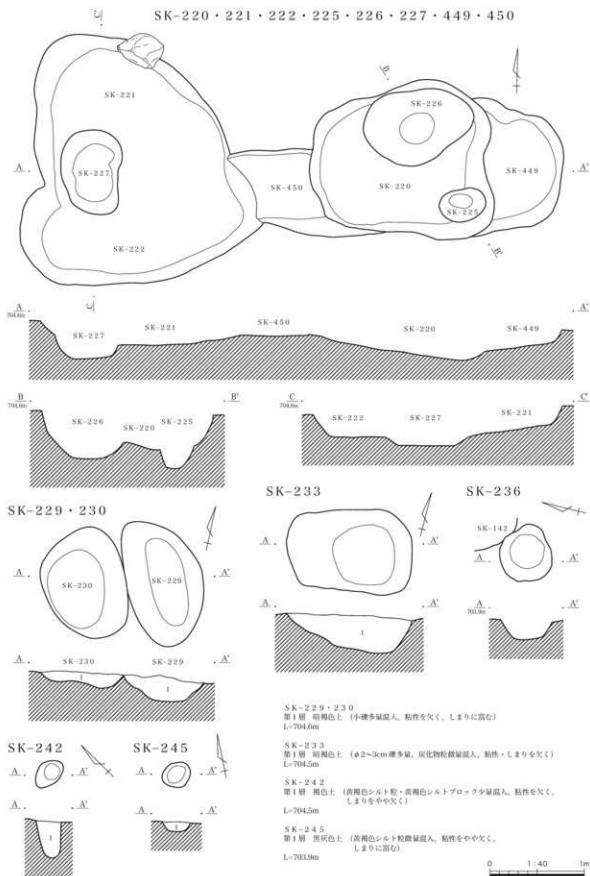 SK-220・221・222・225・226・227・449・450
C'
SK-221
B
SK-226
A
SK-227
SK-450
SK-220
SK-449
A'
SK-225
SK-222
B'
C
A
704.6m
SK-227
SK-221
SK-450
SK-220
SK-449
A'
B
704.6m
SK-226
SK-220
SK-225
B'
C
704.6m
SK-222
SK-227
SK-221
C'
SK-229・230
A
SK-230
SK-229
A'
A
SK-230
SK-229
A'
1
1
SK-233
A
A'
A
A'
1
SK-236
SK-142
A
A'
A
703.9m
A'
SK-229・230
第1層 暗褐色土 (小礫多量混入、粘性を欠く、しまりに富む)
L=704.6m
SK-233
第1層 暗褐色土 (φ2〜3cm礫多量、炭化物粒微量混入、粘性・しまりを欠く)
L=704.5m
SK-242
第1層 褐色土 (黄褐色シルト粒・黄褐色シルトブロック少量混入、粘性を欠く、
しまりをやや欠く)
L=704.5m
SK-245
第1層 黒灰色土 (黄褐色シルト粒微量混入、粘性をやや欠く、
しまりに富む)
L=703.9m
SK-242
A
A'
A
A'
1
SK-245
A
A'
A
A'
1
0 1:40 1m